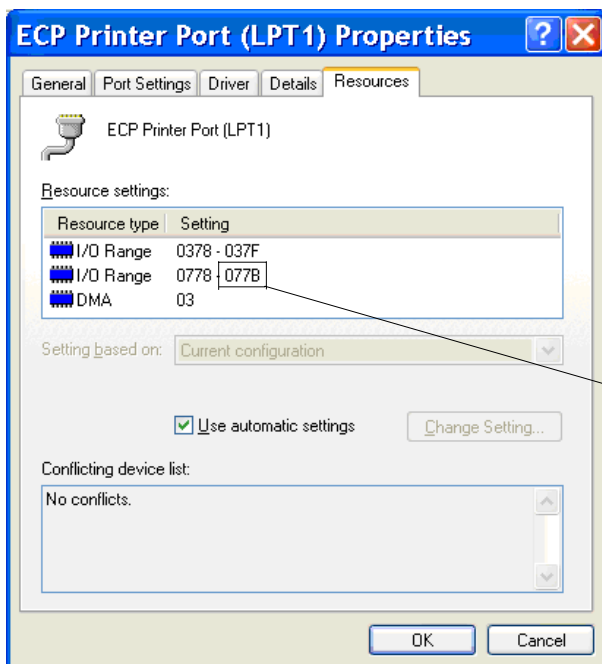 ECP Printer Port (LPT1) Properties
General Port Settings Driver Details Resources
ECP Printer Port (LPT1)
Resource settings:
Resource type Setting
I/O Range 0378 - 037F
I/O Range 0778 - 077B
DMA 03
Setting based on: Current configuration
Use automatic settings Change Setting...
Conflicting device list:
No conflicts.
OK Cancel